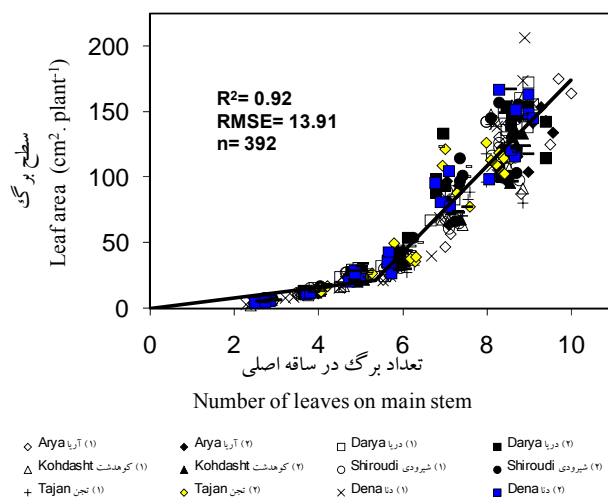 200
150
100
50
0
سطح برگ
Leaf area (cm². plant⁻¹)
R²= 0.92
RMSE= 13.91
n= 392
0 2 4 6 8 10
تعداد برگ در ساقه اصلی
Number of leaves on main stem
Arya آریا (۱) Arya آریا (۲) Darya دریا (۱) Darya دریا (۲)
Kohdasht کوهدشت (۱) Kohdasht کوهدشت (۲) Shiroudi شیرودی (۱) Shiroudi شیرودی (۲)
Tajan تجن (۱) Tajan تجن (۲) Dena دنا (۱) Dena دنا (۲)